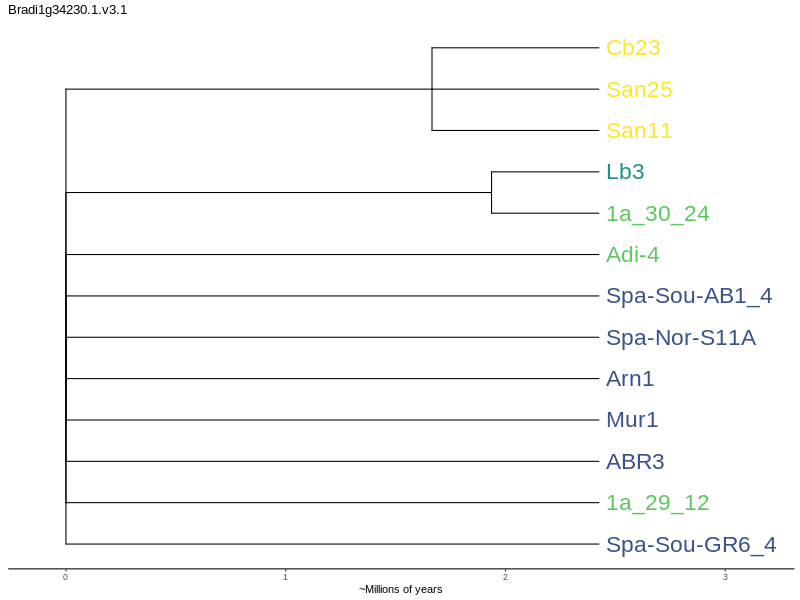 Bradi1g34230.1.v3.1
Cb23
San25
San11
Lb3
1a_30_24
Adi-4
Spa-Sou-AB1_4
Spa-Nor-S11A
Arn1
Mur1
ABR3
1a_29_12
Spa-Sou-GR6_4
0 1 2 3
~Millions of years